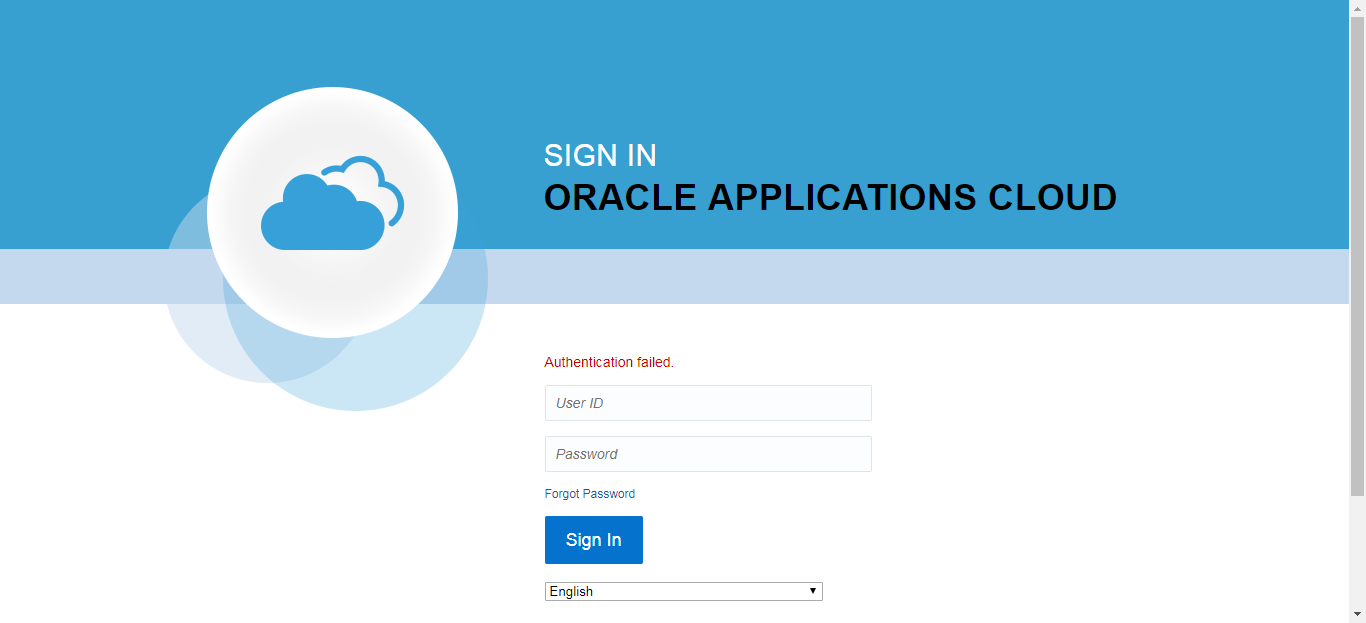 SIGN IN
ORACLE APPLICATIONS CLOUD
Authentication failed.
User ID
Password
Forgot Password
Sign In
English